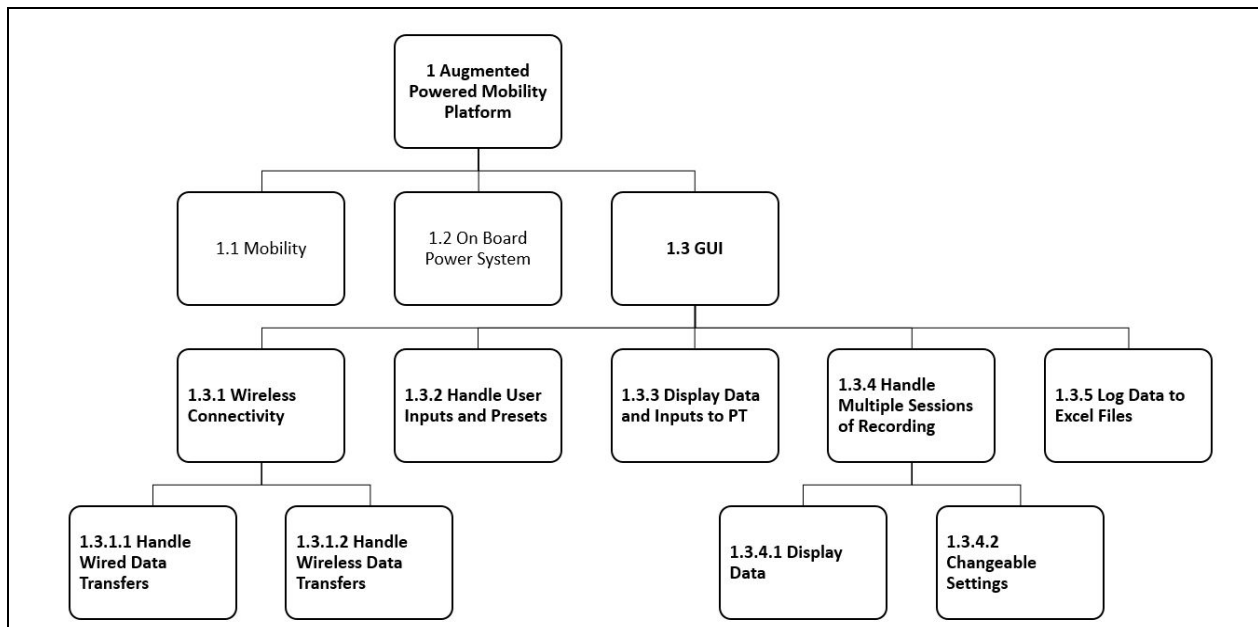 1 Augmented
Powered Mobility
Platform
1.1 Mobility
1.2 On Board
Power System
1.3 GUI
1.3.1 Wireless
Connectivity
1.3.2 Handle User
Inputs and Presets
1.3.3 Display Data
and Inputs to PT
1.3.4 Handle
Multiple Sessions
of Recording
1.3.5 Log Data to
Excel Files
1.3.1.1 Handle
Wired Data
Transfers
1.3.1.2 Handle
Wireless Data
Transfers
1.3.4.1 Display
Data
1.3.4.2
Changeable
Settings